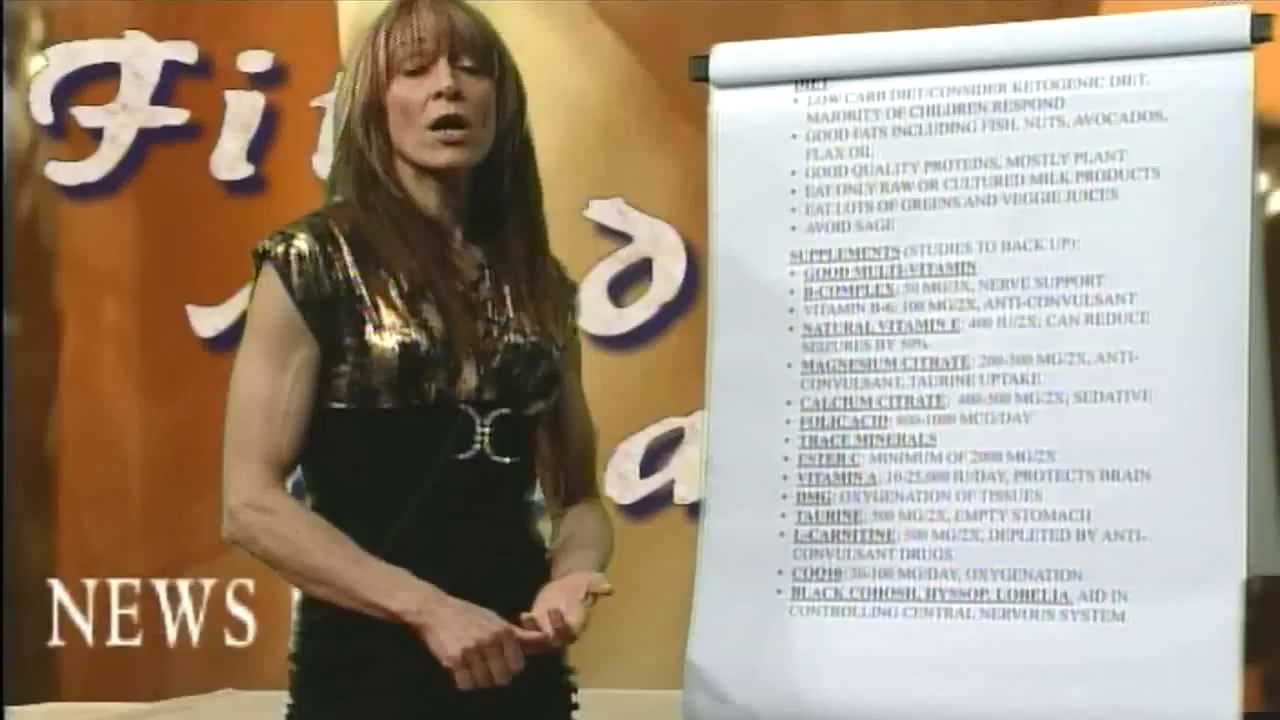 Fit
NEWS
DIET
• LOW CARB DIET/CONSIDER KETOGENIC DIET,
MAJORITY OF CHILDREN RESPOND
• GOOD FATS INCLUDING FISH, NUTS, AVOCADOS,
FLAX OIL
• GOOD QUALITY PROTEINS, MOSTLY PLANT
• EAT ONLY RAW OR CULTURED MILK PRODUCTS
• EAT LOTS OF GREENS AND VEGGIE JUICES
• AVOID SAGE
SUPPLEMENTS (STUDIES TO BACK UP):
• GOOD MULTI-VITAMIN
• B-COMPLEX: 50 MG/3X, NERVE SUPPORT
• VITAMIN B-6: 100 MG/2X, ANTI-CONVULSANT
• NATURAL VITAMIN E: 400 IU/2X; CAN REDUCE
SEIZURES BY 50%
• MAGNESIUM CITRATE: 200-300 MG/2X, ANTI-
CONVULSANT, TAURINE UPTAKE
• CALCIUM CITRATE: 400-500 MG/2X; SEDATIVE
• FOLIC ACID: 800-1000 MCG/DAY
• TRACE MINERALS
• ESTER C: MINIMUM OF 2000 MG/2X
• VITAMIN A: 10-25,000 IU/DAY, PROTECTS BRAIN
• DMG: OXYGENATION OF TISSUES
• TAURINE: 500 MG/2X, EMPTY STOMACH
• L-CARNITINE: 500 MG/2X, DEPLETED BY ANTI-
CONVULSANT DRUGS
• COQ10: 30-100 MG/DAY, OXYGENATION
• BLACK COHOSH, HYSSOP, LOBELIA, AID IN
CONTROLLING CENTRAL NERVOUS SYSTEM